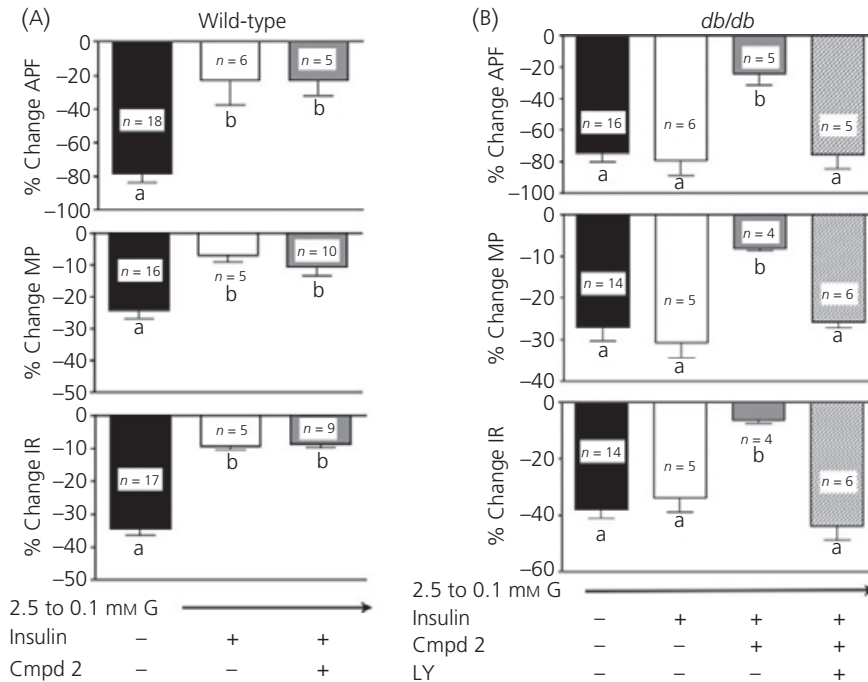 (A)
Wild-type
% Change APF
0
−20
−40
−60
−80
−100
n = 18
n = 6
n = 5
a
b
b
% Change MP
0
−10
−20
−30
−40
−50
n = 16
n = 5
n = 10
a
b
b
% Change IR
0
−10
−20
−30
−40
−50
n = 17
n = 5
n = 9
a
b
b
2.5 to 0.1 mM G
Insulin − + +
Cmpd 2 − − +
(B)
db/db
% Change APF
0
−20
−40
−60
−80
−100
n = 16
n = 6
n = 5
n = 5
a
a
b
a
% Change MP
0
−10
−20
−30
−40
n = 14
n = 5
n = 4
n = 6
a
a
b
a
% Change IR
0
−20
−40
−60
n = 14
n = 5
n = 4
n = 6
a
a
b
a
2.5 to 0.1 mM G
Insulin − + + +
Cmpd 2 − − + +
LY − − − +